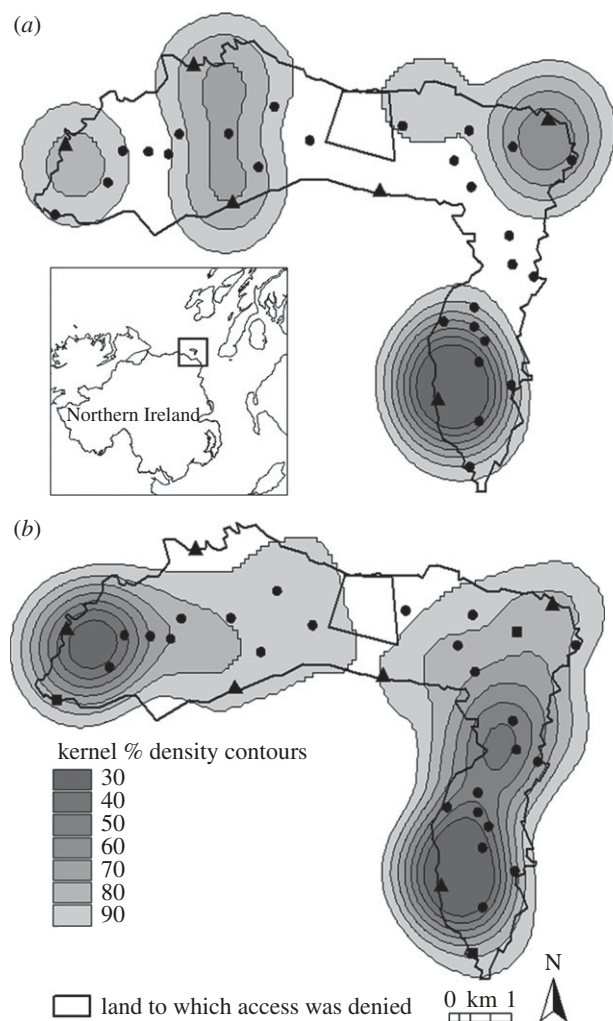 (a)
Northern Ireland
(b)
kernel % density contours
30
40
50
60
70
80
90
land to which access was denied
0 km 1
N